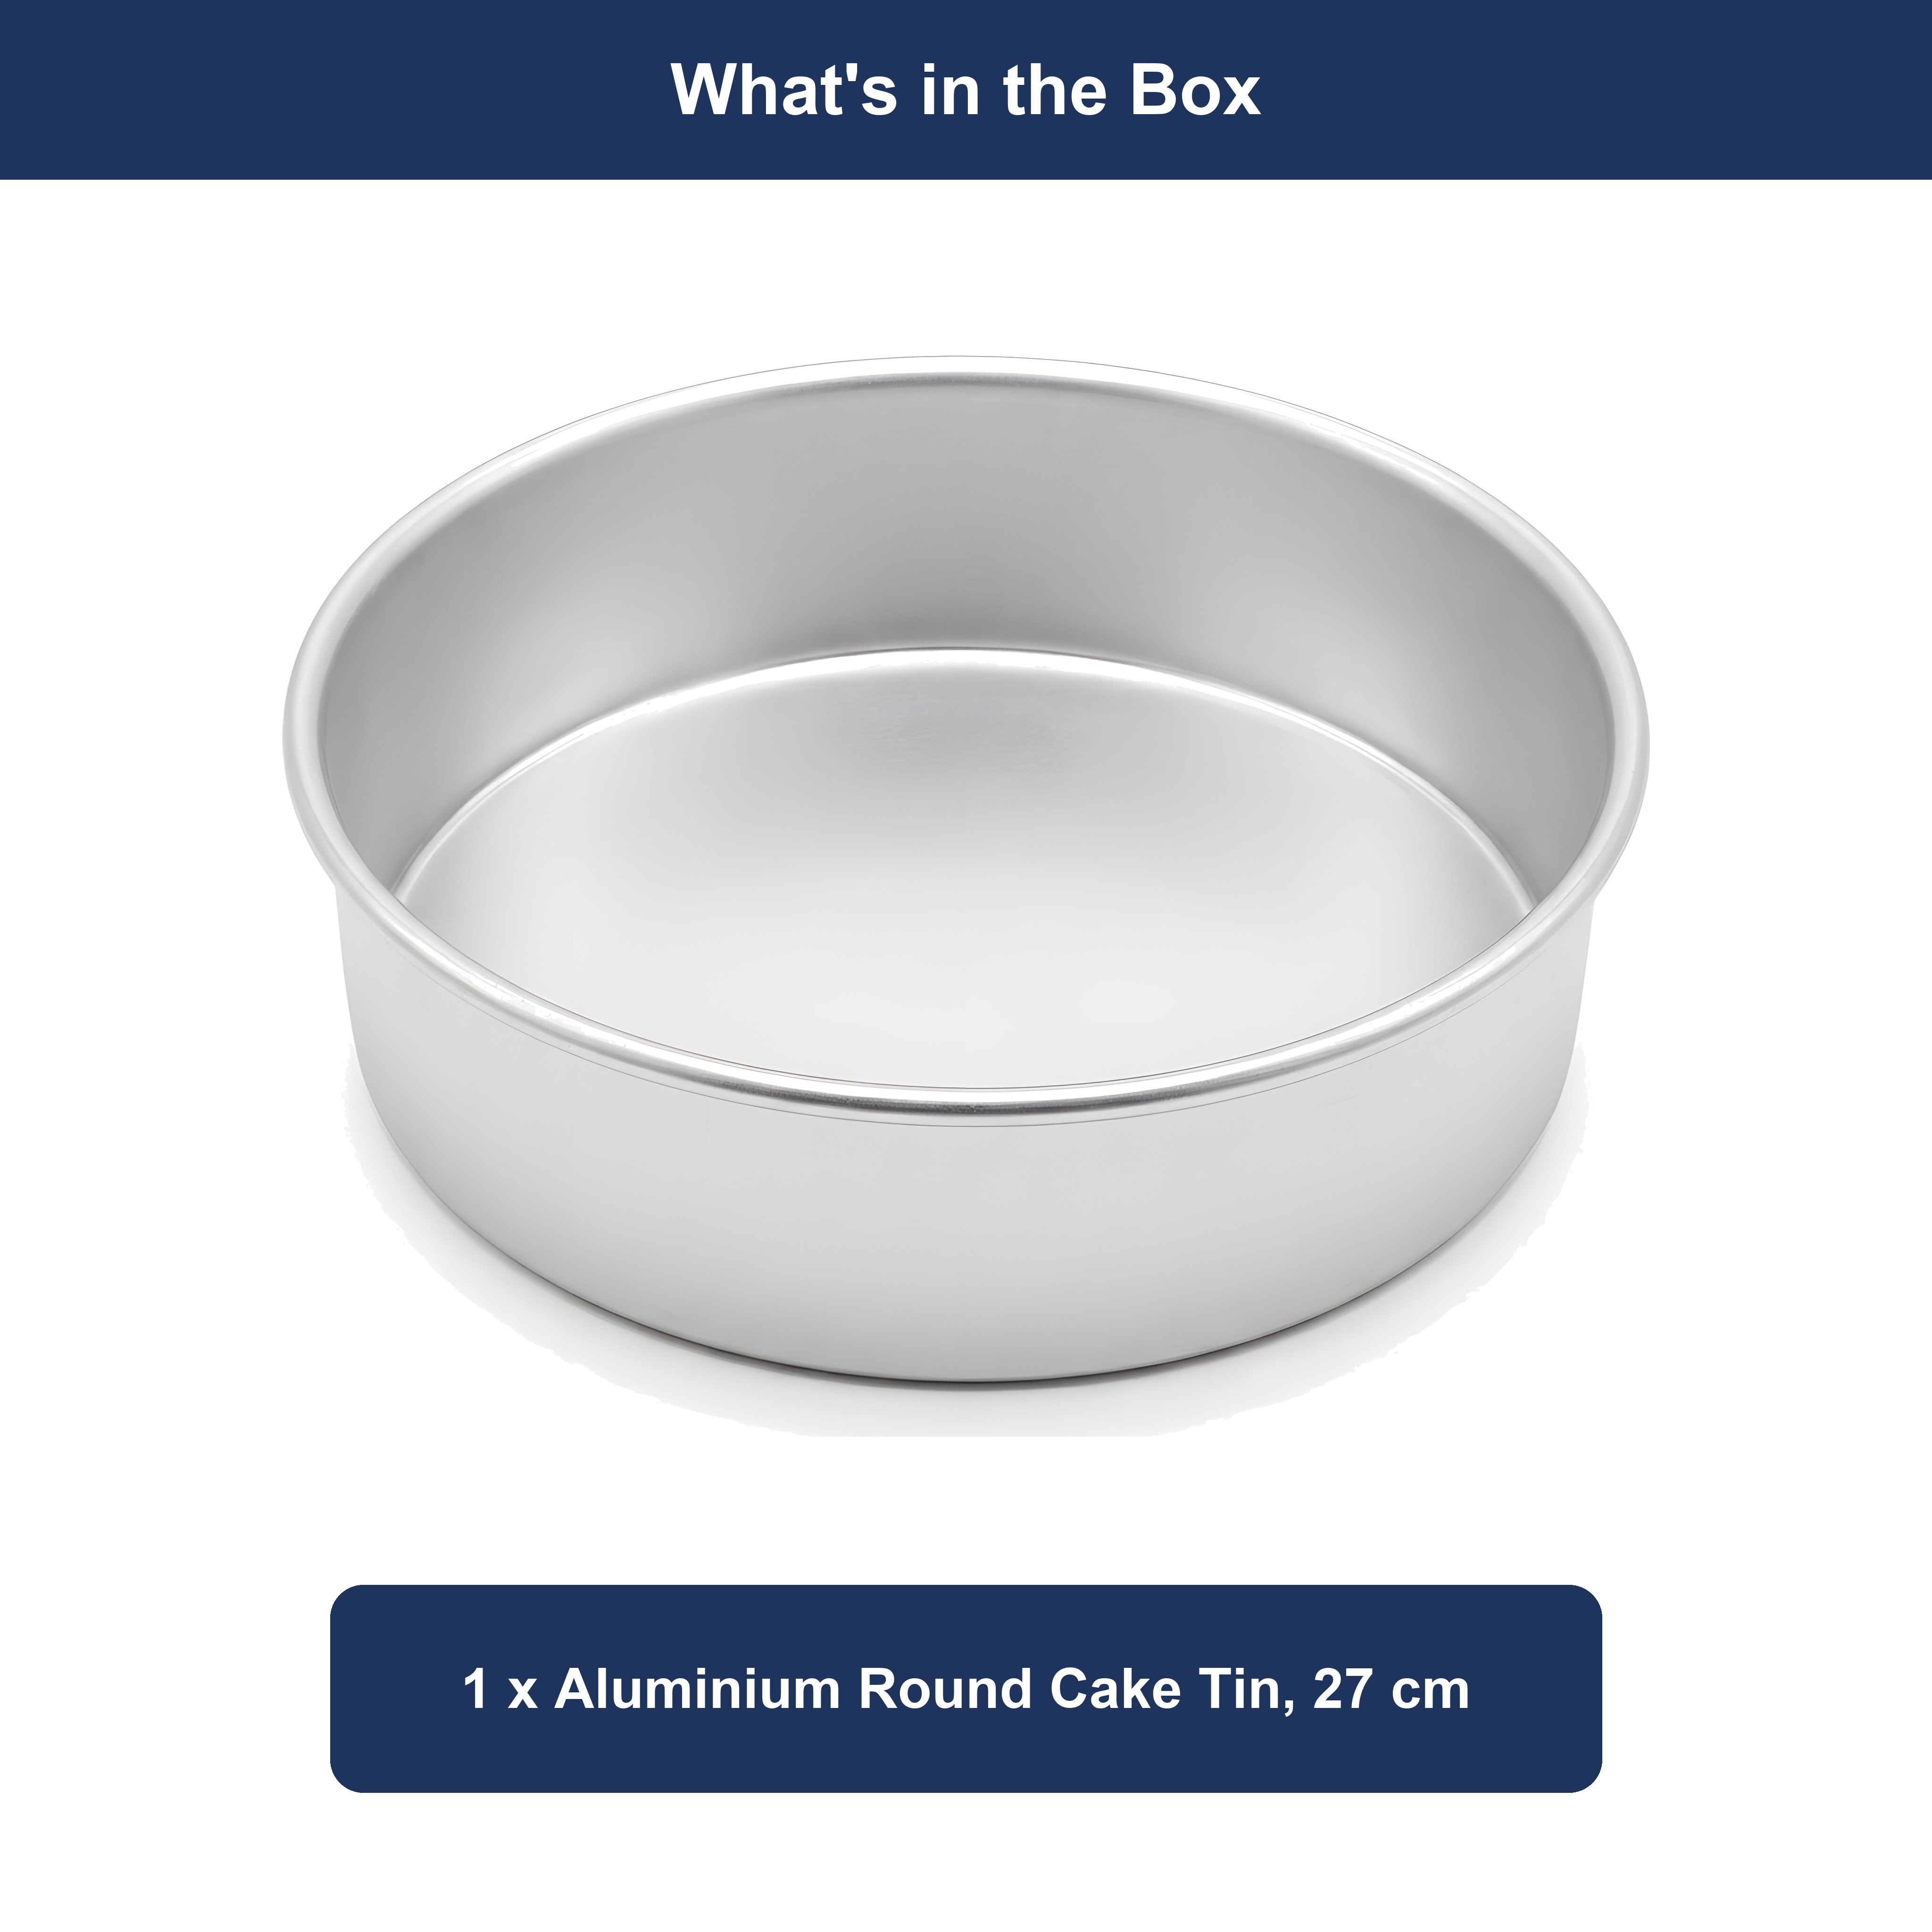 What's in the Box
1 x Aluminium Round Cake Tin, 27 cm